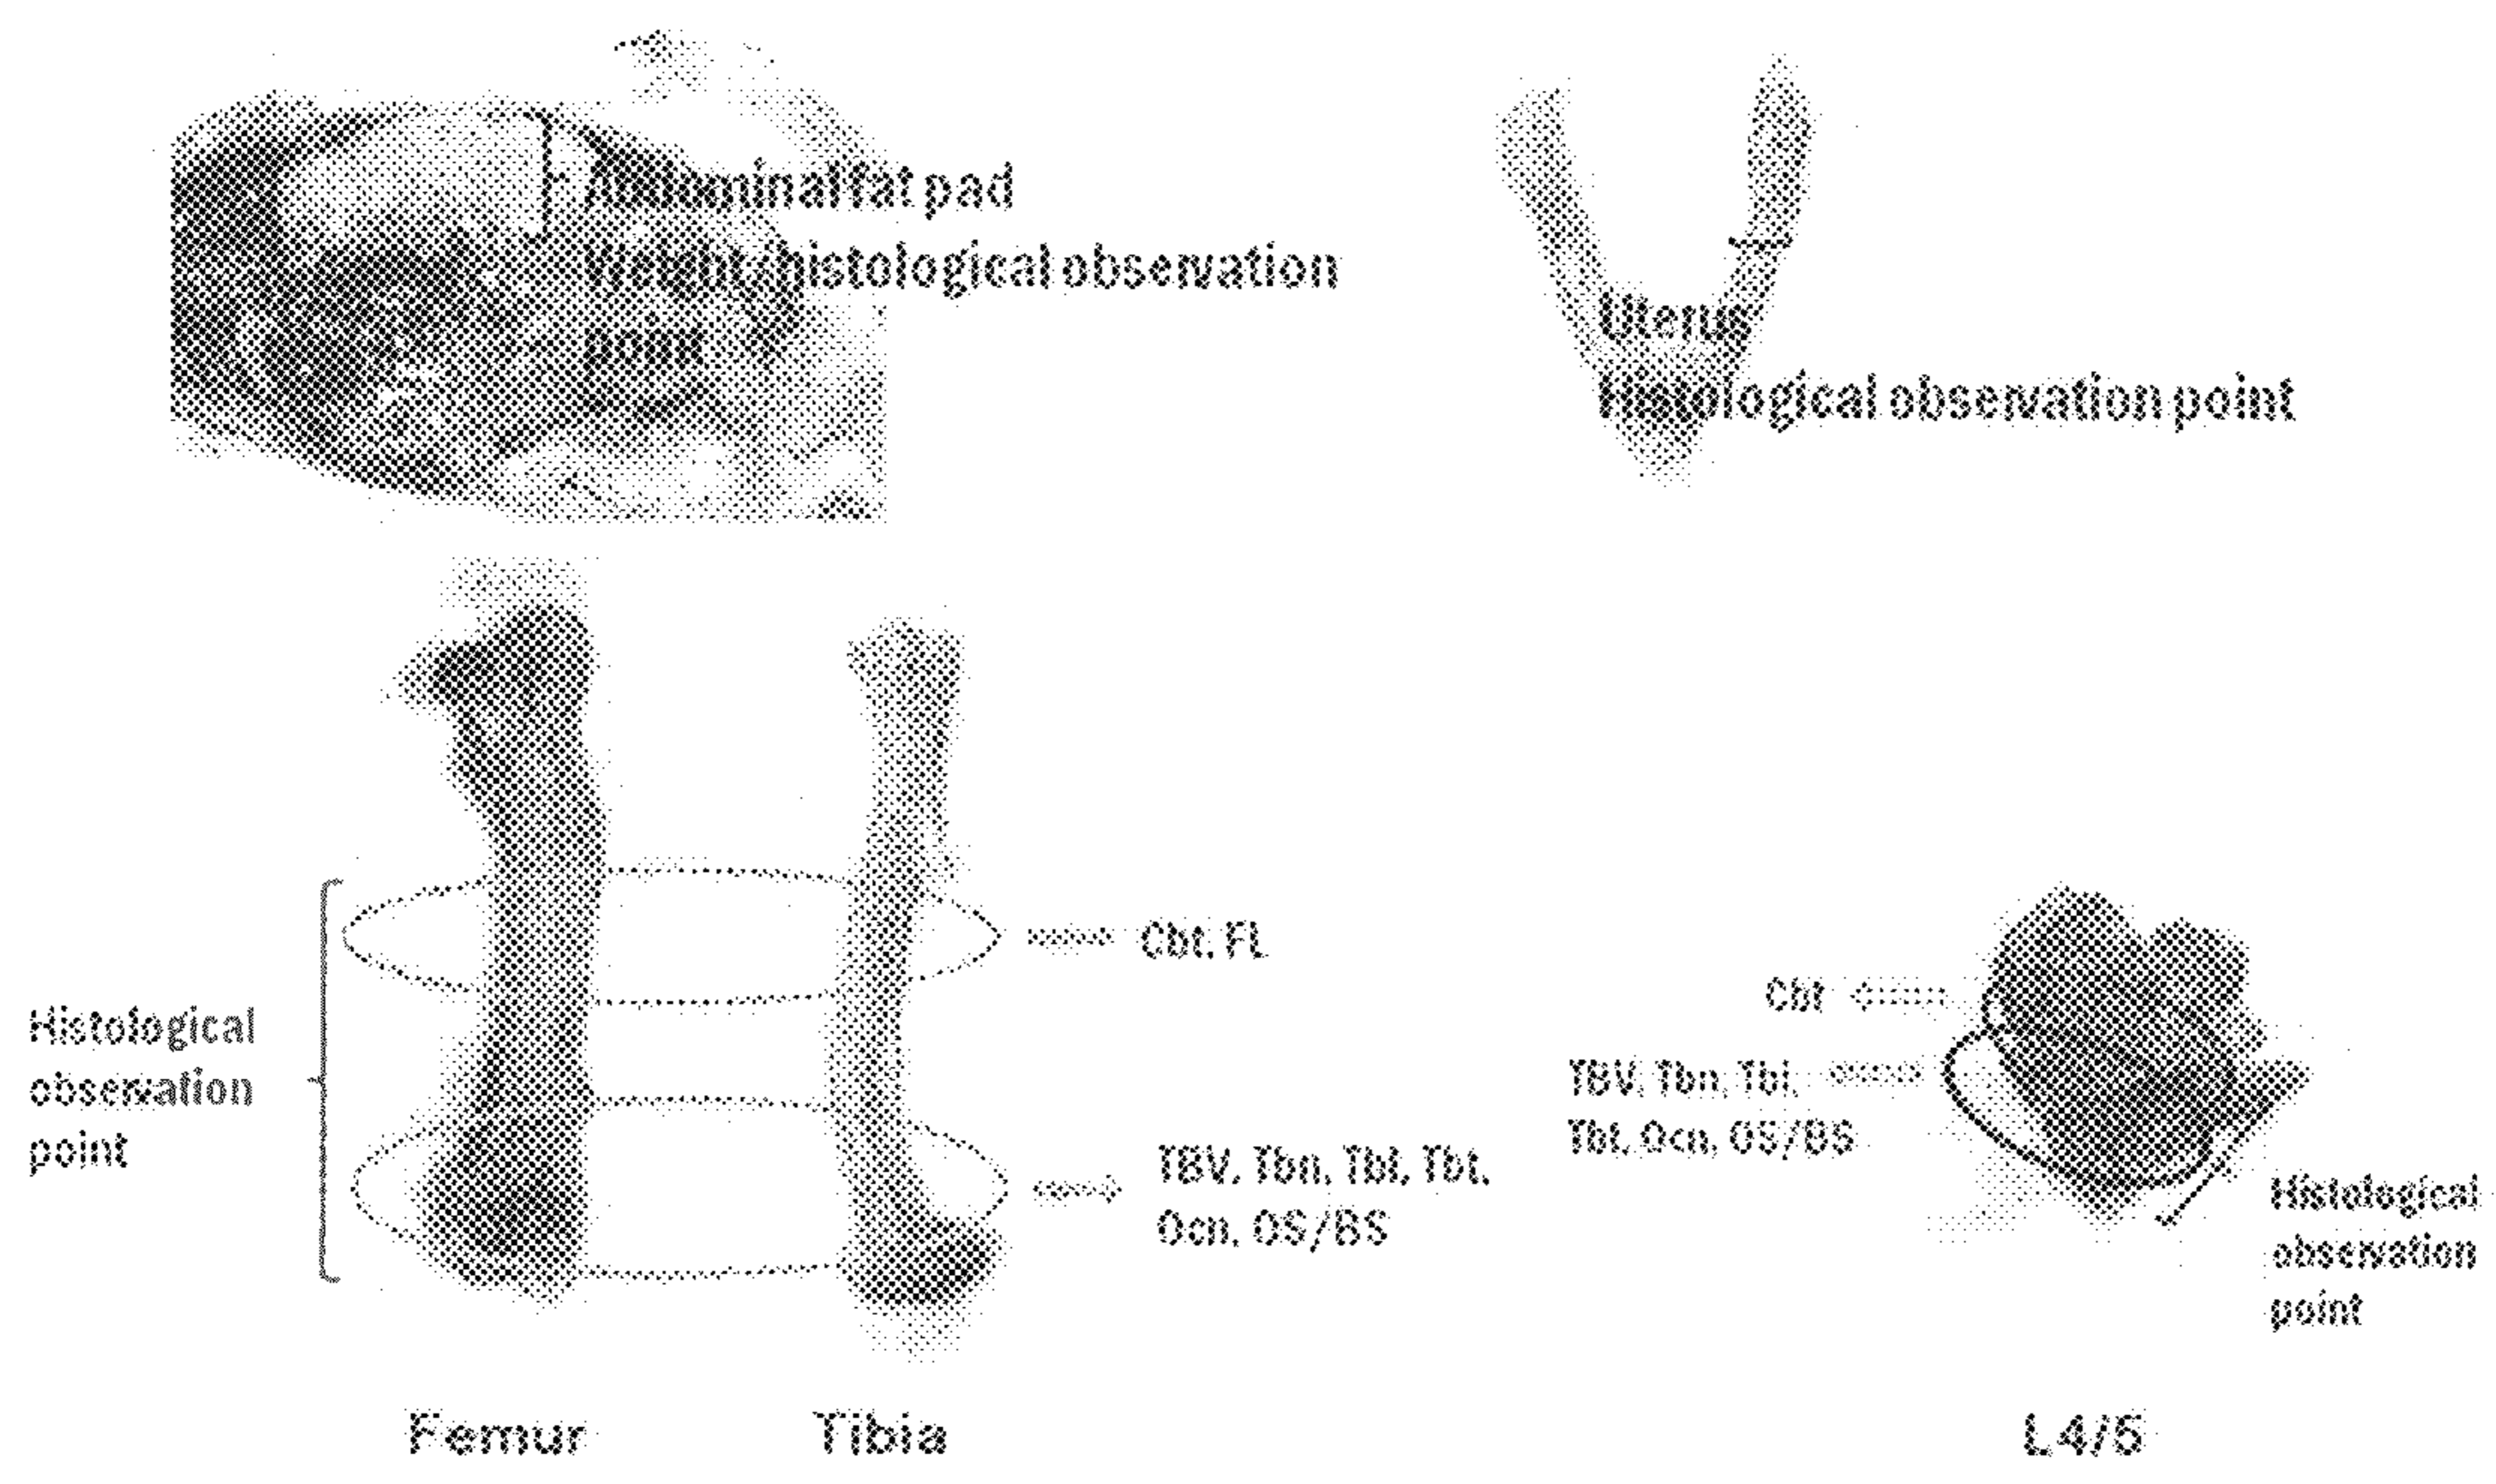 Abdominal fat pad
Weight, histological observation
point
Uterus
Histological observation point
Histological
observation
point
Cbt, FL
TBV, Tbn, Tbl, Tbt,
Ocn, OS/BS
Cbt
TBV, Tbn, Tbl,
Tbt, Ocn, OS/BS
Histological
observation
point
Femur
Tibia
L4/5